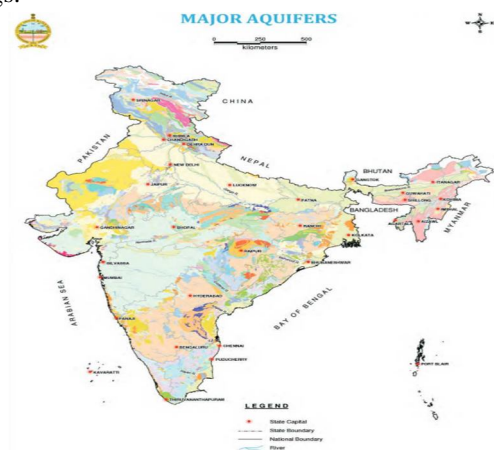 gs.
MAJOR AQUIFERS
0 250 500
kilometers
CHINA
SRINAGAR
PAKISTAN
SHIMLA
CHANDIGARH
DEHRADUN
NEW DELHI
NEPAL
BHUTAN
GANGTOK
ITANAGAR
JAIPUR
LUCKNOW
PATNA
GUWAHATI
SHILLONG
KOHIMA
BANGLADESH
MYANMAR
AGARTALA
GANDHINAGAR
BHOPAL
RANCHI
KOLKATA
RAIPUR
BHUBANESWAR
SILVASSA
MUMBAI
ARABIAN SEA
HYDERABAD
BAY OF BENGAL
PANAJI
BENGALURU
CHENNAI
PUDUCHERRY
KAVARATTI
PORT BLAIR
THIRUVANANTHAPURAM
LEGEND
State Capital
State Boundary
National Boundary
River